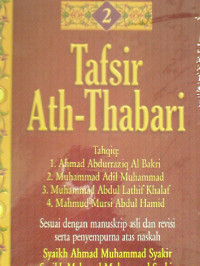 2
Tafsir
Ath-Thabari
Tahqiq:
1. Ahmad Abdurraziq Al Bakri
2. Muhammad Adil Muhammad
3. Muhammad Abdul Lathif Khalaf
4. Mahmud Mursi Abdul Hamid
Sesuai dengan manuskrip asli dan revisi
serta penyempurna atas naskah
Syaikh Ahmad Muhammad Syakir